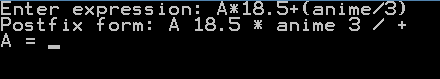 Enter expression: A*18.5+(anime/3)
Postfix form: A 18.5 * anime 3 / +
A = _